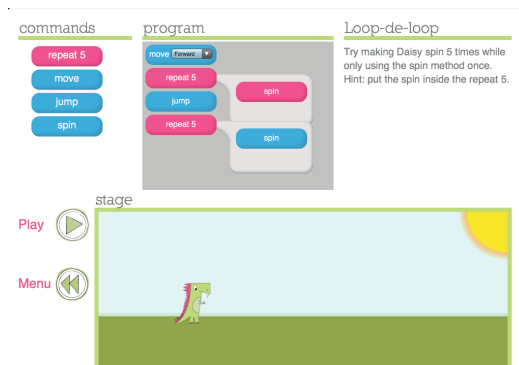 commands
repeat 5
move
jump
spin
program
move Forward
repeat 5
spin
jump
repeat 5
spin
Loop-de-loop
Try making Daisy spin 5 times while
only using the spin method once.
Hint: put the spin inside the repeat 5.
stage
Play
Menu